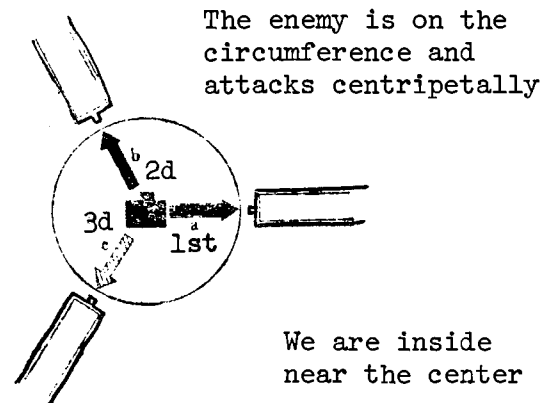 The enemy is on the
circumference and
attacks centripetally
b
2d
3d
a
c
1st
We are inside
near the center